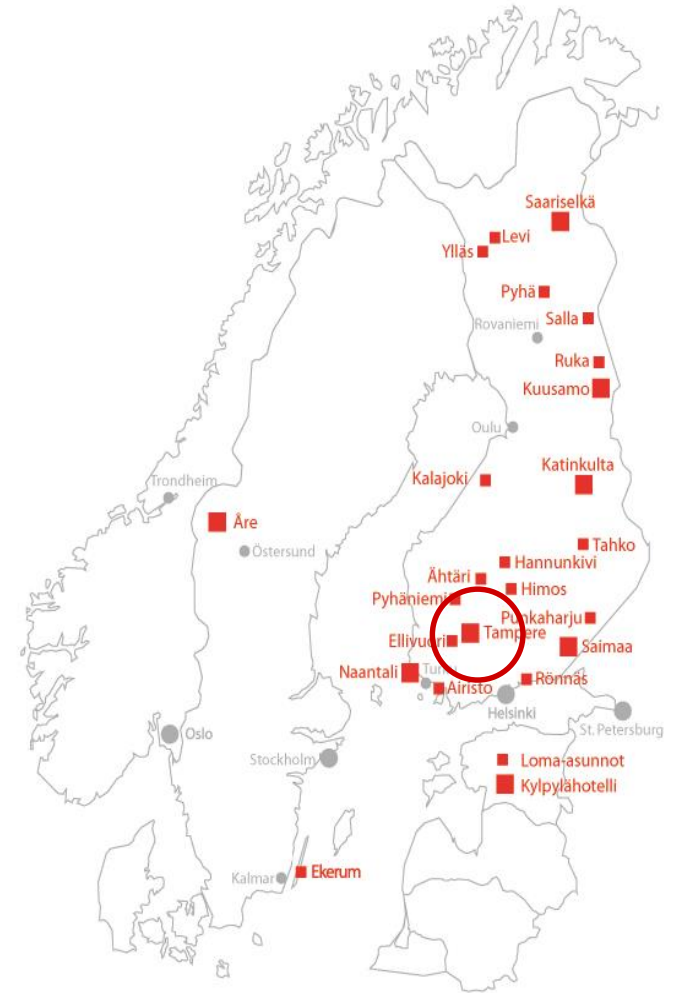 Saariselkä
Levi
Ylläs
Pyhä
Salla
Rovaniemi
Ruka
Kuusamo
Oulu
Katinkulta
Kalajoki
Trondheim
Åre
Östersund
Tahko
Hannunkivi
Ähtäri
Himos
Pyhäniemi
Punkaharju
Tampere
Ellivuori
Saimaa
Naantali
Turku
Rönnäs
Airisto
Helsinki
St. Petersburg
Oslo
Stockholm
Loma-asunnot
Kylpylähotelli
Kalmar
Ekerum